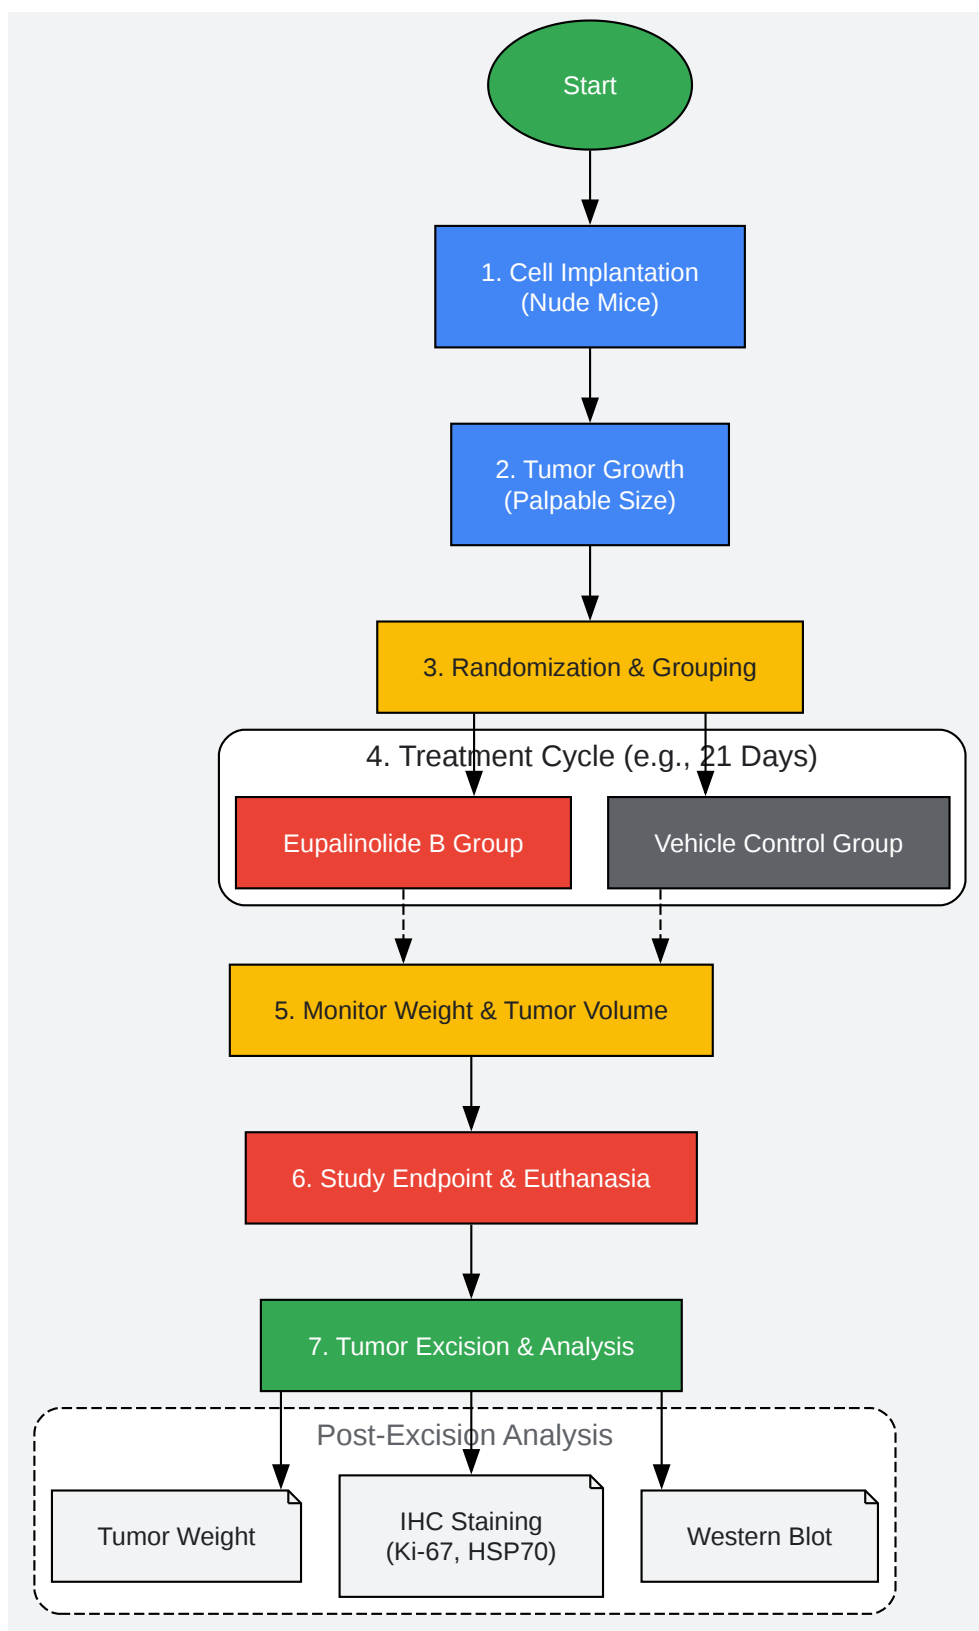 Start
1. Cell Implantation
(Nude Mice)
2. Tumor Growth
(Palpable Size)
3. Randomization & Grouping
4. Treatment Cycle (e.g., 21 Days)
Eupalinolide B Group
Vehicle Control Group
5. Monitor Weight & Tumor Volume
6. Study Endpoint & Euthanasia
7. Tumor Excision & Analysis
Post-Excision Analysis
Tumor Weight
IHC Staining
(Ki-67, HSP70)
Western Blot